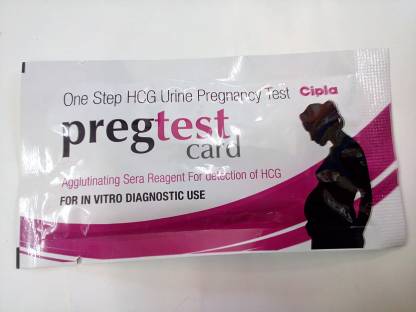 One Step HCG Urine Pregnancy Test Cipla
pregtest
card
Agglutinating Sera Reagent For detection of HCG
FOR IN VITRO DIAGNOSTIC USE